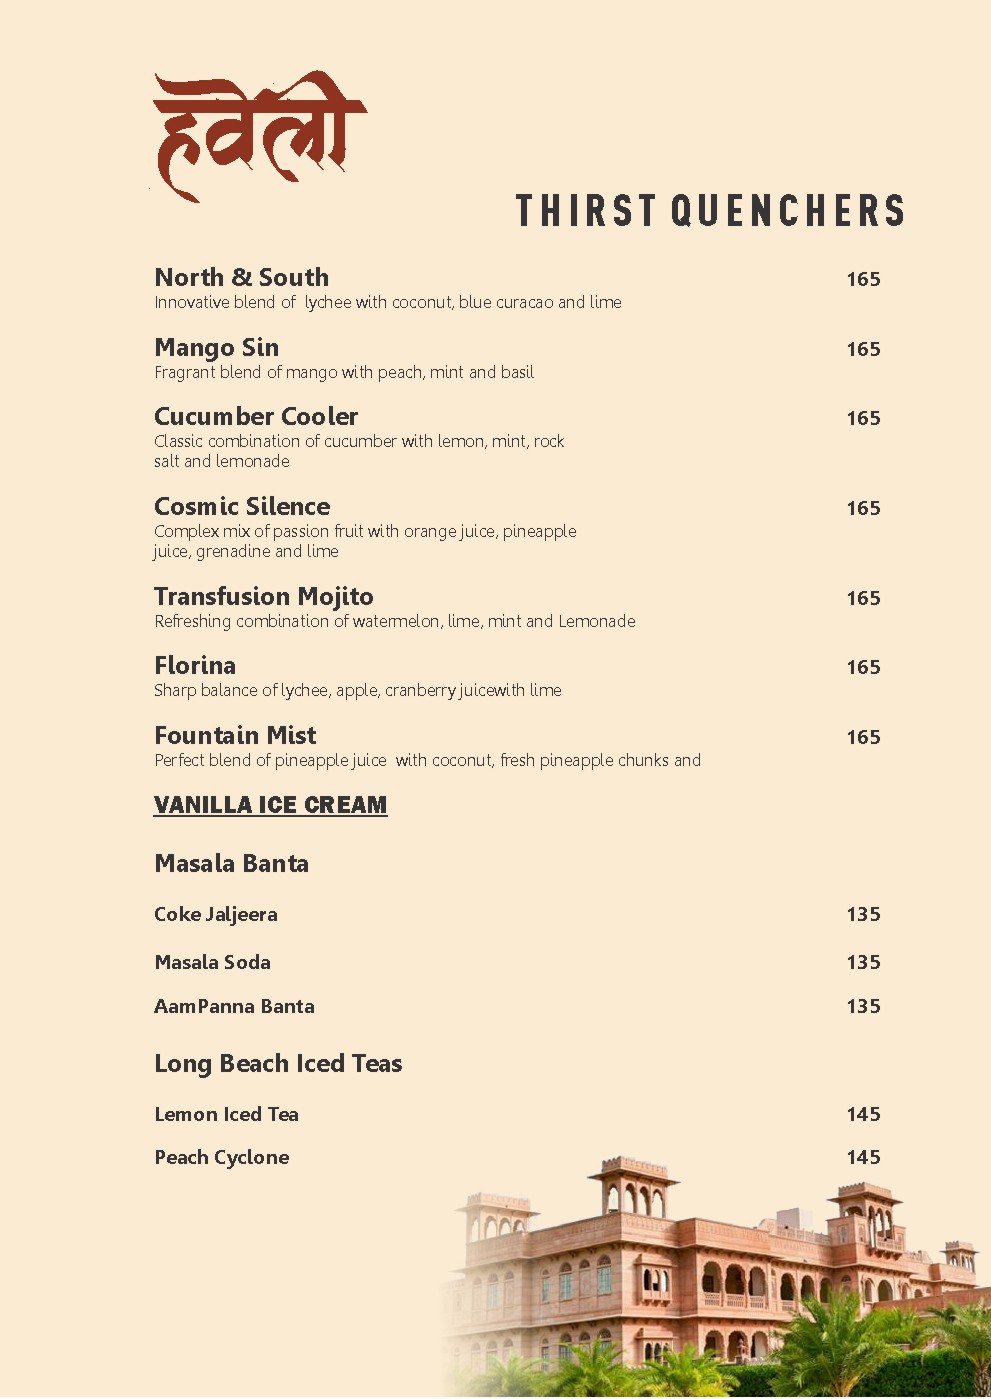 हवेली
THIRST QUENCHERS
North & South 165
Innovative blend of lychee with coconut, blue curacao and lime
Mango Sin 165
Fragrant blend of mango with peach, mint and basil
Cucumber Cooler 165
Classic combination of cucumber with lemon, mint, rock
salt and lemonade
Cosmic Silence 165
Complex mix of passion fruit with orange juice, pineapple
juice, grenadine and lime
Transfusion Mojito 165
Refreshing combination of watermelon, lime, mint and Lemonade
Florina 165
Sharp balance of lychee, apple, cranberry juicewith lime
Fountain Mist 165
Perfect blend of pineapple juice with coconut, fresh pineapple chunks and
VANILLA ICE CREAM
Masala Banta
Coke Jaljeera 135
Masala Soda 135
AamPanna Banta 135
Long Beach Iced Teas
Lemon Iced Tea 145
Peach Cyclone 145